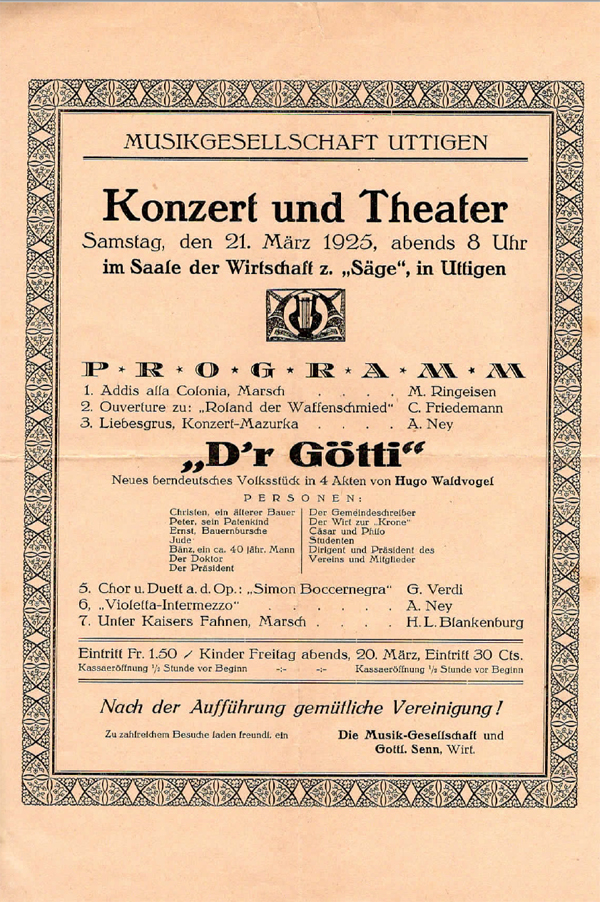 MUSIKGESELLSCHAFT UTTIGEN
Konzert und Theater
Samstag, den 21. März 1925, abends 8 Uhr
im Saale der Wirtschaft z. „Säge“, in Uttigen
P * R * O * G * R * A * M M
1. Addis alla Colonia, Marsch . . . . M. Ringeisen
2. Ouverture zu: „Roland der Waffenschmied“ C. Friedemann
3. Liebesgrus, Konzert-Mazurka . . . . A. Ney
„D'r Götti“
Neues berndeutsches Volksstück in 4 Akten von Hugo Waldvogel
PERSONEN:
Christen, ein älterer Bauer
Peter, sein Patenkind
Ernst, Bauernbursche
Jude
Bänz, ein ca. 40 jähr. Mann
Der Doktor
Der Präsident
Der Gemeindeschreiber
Der Wirt zur „Krone“
Cäsar und Philo
Studenten
Dirigent und Präsident des
Vereins und Mitglieder
5. Chor u. Duett a. d. Op.: „Simon Boccernegra“ G. Verdi
6, „Violetta-Intermezzo“ . . . . . . A. Ney
7. Unter Kaisers Fahnen, Marsch . . . . H. L. Blankenburg
Eintritt Fr. 1.50 / Kinder Freitag abends, 20. März, Eintritt 30 Cts.
Kassaeröffnung ½ Stunde vor Beginn -:- -:- Kassaeröffnung ½ Stunde vor Beginn
Nach der Aufführung gemütliche Vereinigung!
Zu zahlreichem Besuche laden freundl. ein
Die Musik-Gesellschaft und
Gottl. Senn, Wirt.